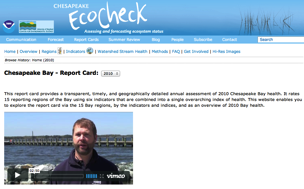 CHESAPEAKE
EcoCheck
Assessing and forecasting ecosystem status
Communication Forecast Report Cards Summer Review Blog People Subscribe Contact Search
Home | Overview | Regions | Indicators | Watershed Stream Health | Methods | FAQ | Get Involved | Hi-Res Images
Browse History: Home (2010)
Chesapeake Bay - Report Card: 2010
This report card provides a transparent, timely, and geographically detailed annual assessment of 2010 Chesapeake Bay health. It rates
15 reporting regions of the Bay using six indicators that are combined into a single overarching index of health. This website enables you
to explore the report card via the 15 Bay regions, by the indicators and indices, and as an overview of 2010 Bay health.
vimeo